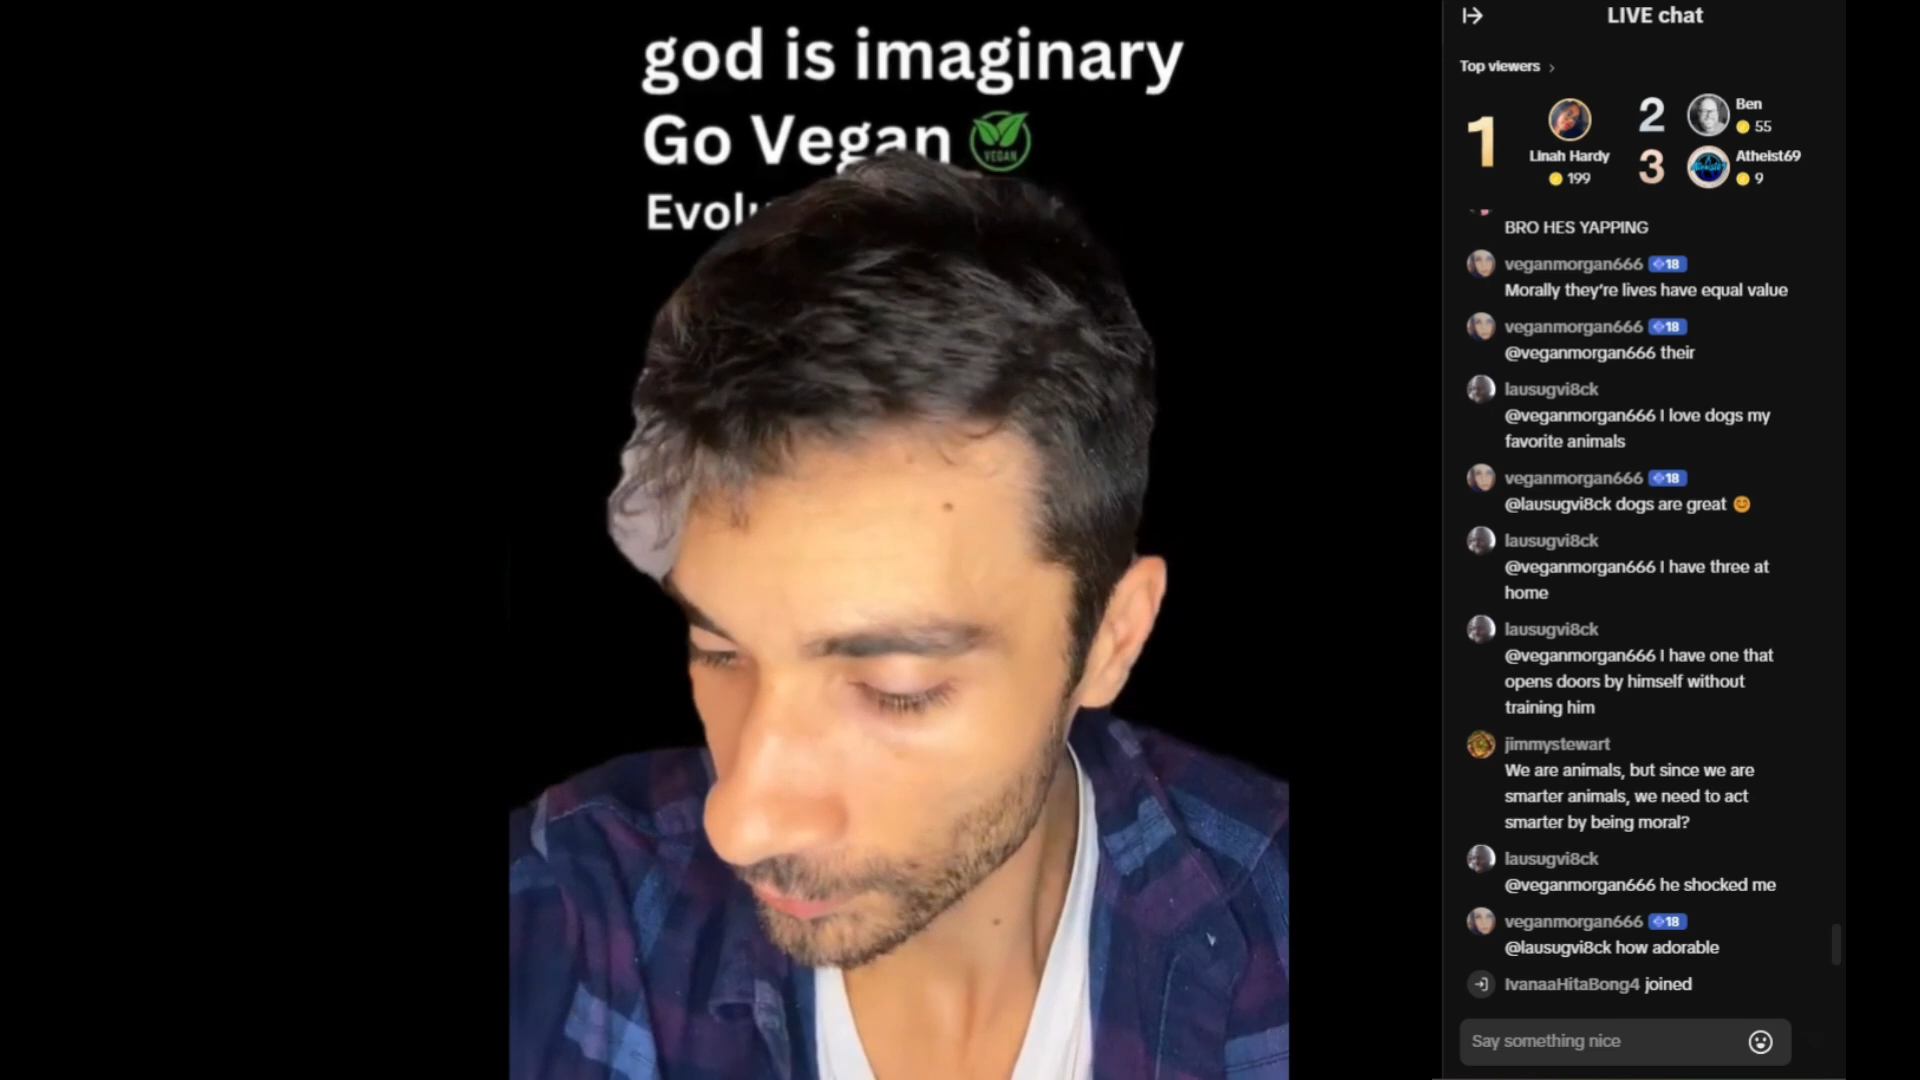 god is imaginary
Go Vegan
VEGAN
LIVE chat
Top viewers
1
Linah Hardy
199
2
Ben
55
3
Atheist69
9
BRO HES YAPPING
veganmorgan666 18
Morally they're lives have equal value
veganmorgan666 18
@veganmorgan666 their
lausugvi8ck
@veganmorgan666 I love dogs my
favorite animals
veganmorgan666 18
@lausugvi8ck dogs are great 😊
lausugvi8ck
@veganmorgan666 I have three at
home
lausugvi8ck
@veganmorgan666 I have one that
opens doors by himself without
training him
jimmystewart
We are animals, but since we are
smarter animals, we need to act
smarter by being moral?
lausugvi8ck
@veganmorgan666 he shocked me
veganmorgan666 18
@lausugvi8ck how adorable
IvanaaHitaBong4 joined
Say something nice